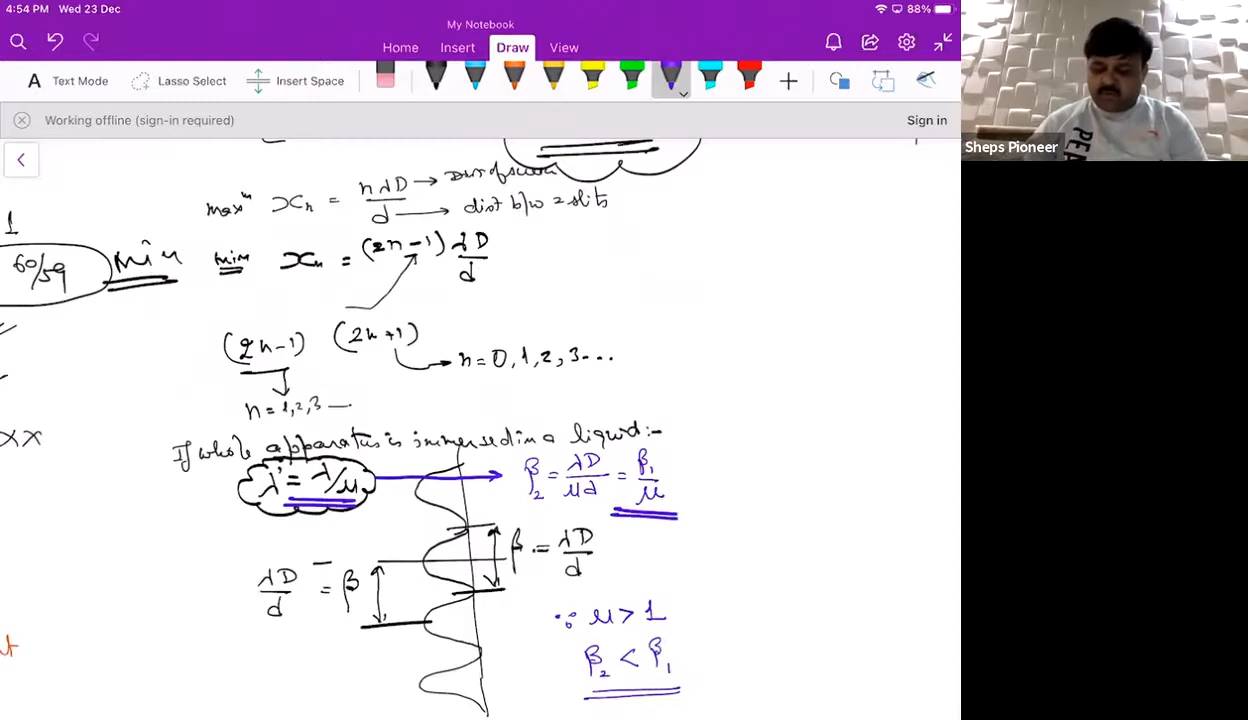 4:54 PM Wed 23 Dec
88%
My Notebook
Home Insert Draw View
A Text Mode Lasso Select Insert Space
Working offline (sign-in required)
Sign in
Sheps Pioneer
maxᵐ xₙ = nλD/d → Dist of screen
→ dist b/w 2 slits
1
60/59
min min xₙ = (2n-1) λD/d
(2n-1) (2n+1)
→ n = 0, 1, 2, 3...
n = 1, 2, 3 —
XX
If whole apparatus is immersed in a liquid:-
λ' = λ/μ β₂ = λD/μd = β₁/μ
β = λD/d
λD/d = β
∵ μ > 1
β₂ < β₁
t